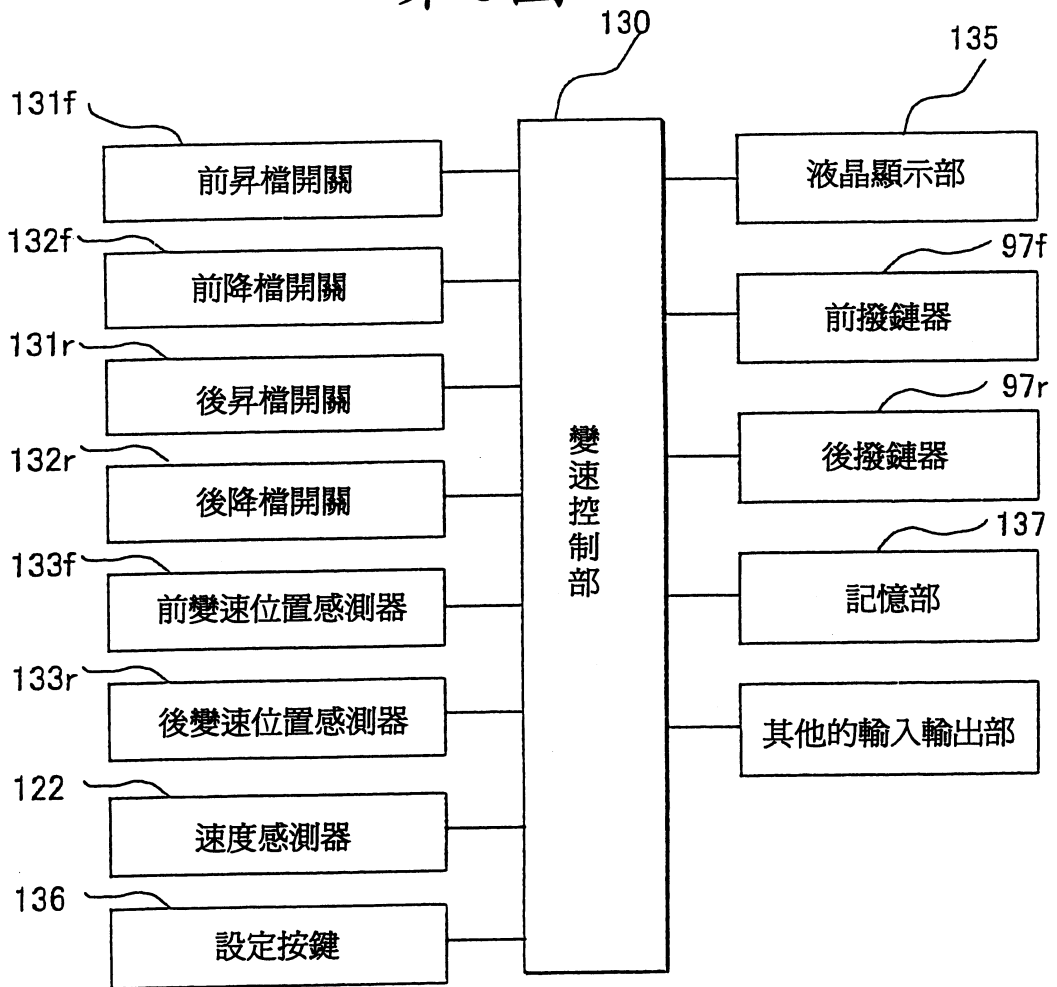 130
135
131f
前昇檔開關
液晶顯示部
132f
前降檔開關
97f
前撥鏈器
131r
後昇檔開關
97r
後撥鏈器
132r
後降檔開關
變速控制部
137
記憶部
133f
前變速位置感測器
133r
後變速位置感測器
其他的輸入輸出部
122
速度感測器
136
設定按鍵